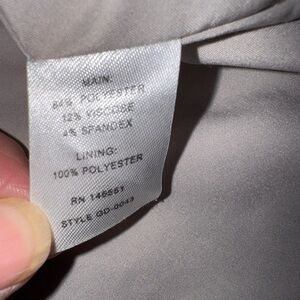 MAIN:
84% POLYESTER
12% VISCOSE
4% SPANDEX
LINING:
100% POLYESTER
RN 146661
STYLE GD-0043